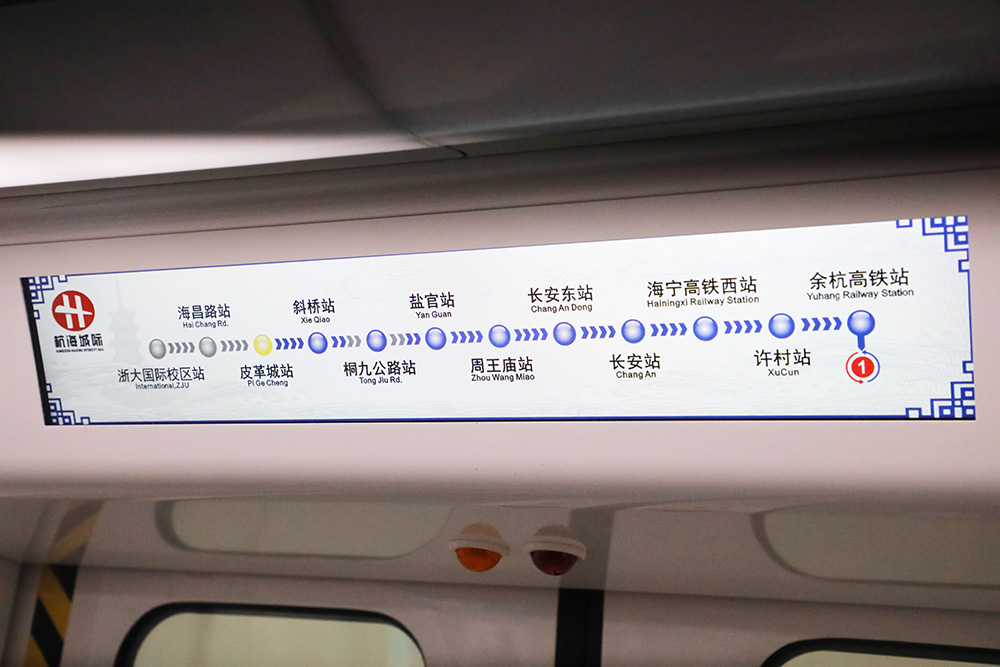 杭海城际
浙大国际校区站
International,ZJU
海昌路站
Hai Chang Rd.
皮革城站
Pi Ge Cheng
斜桥站
Xie Qiao
桐九公路站
Tong Jiu Rd.
盐官站
Yan Guan
周王庙站
Zhou Wang Miao
长安东站
Chang An Dong
长安站
Chang An
海宁高铁西站
Hainingxi Railway Station
许村站
XuCun
余杭高铁站
Yuhang Railway Station
1